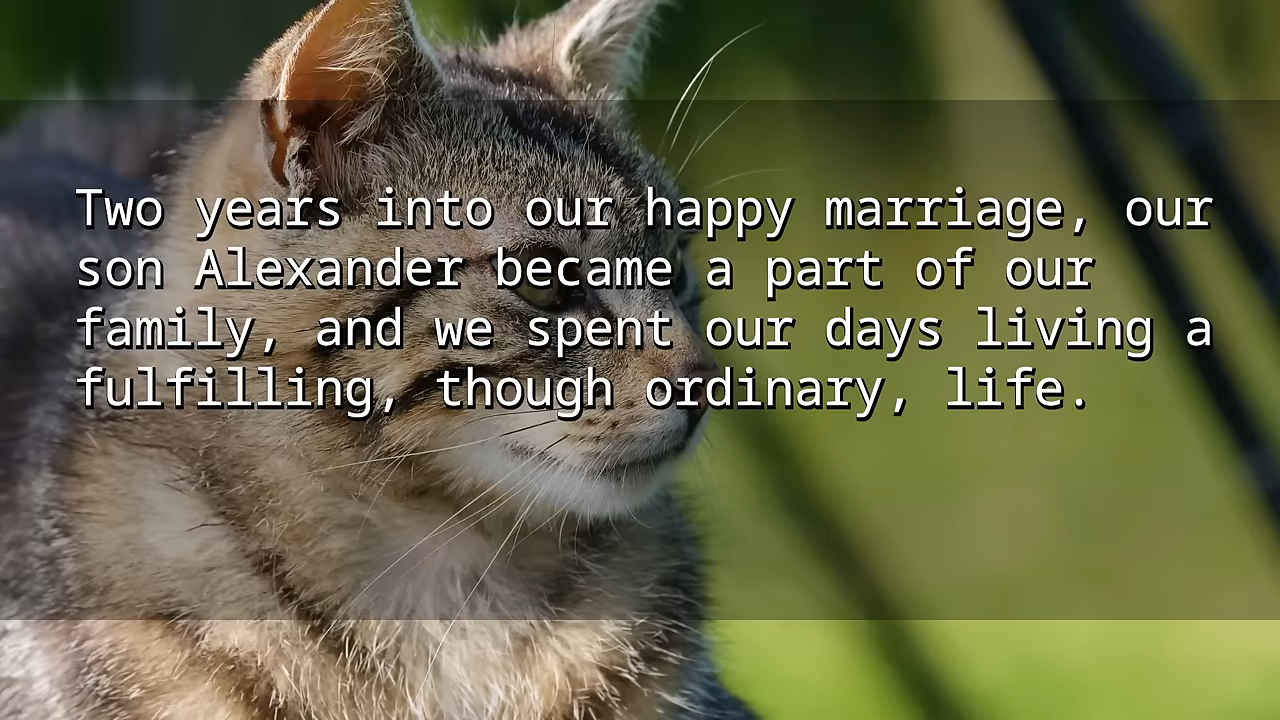 Two years into our happy marriage, our
son Alexander became a part of our
family, and we spent our days living a
fulfilling, though ordinary, life.